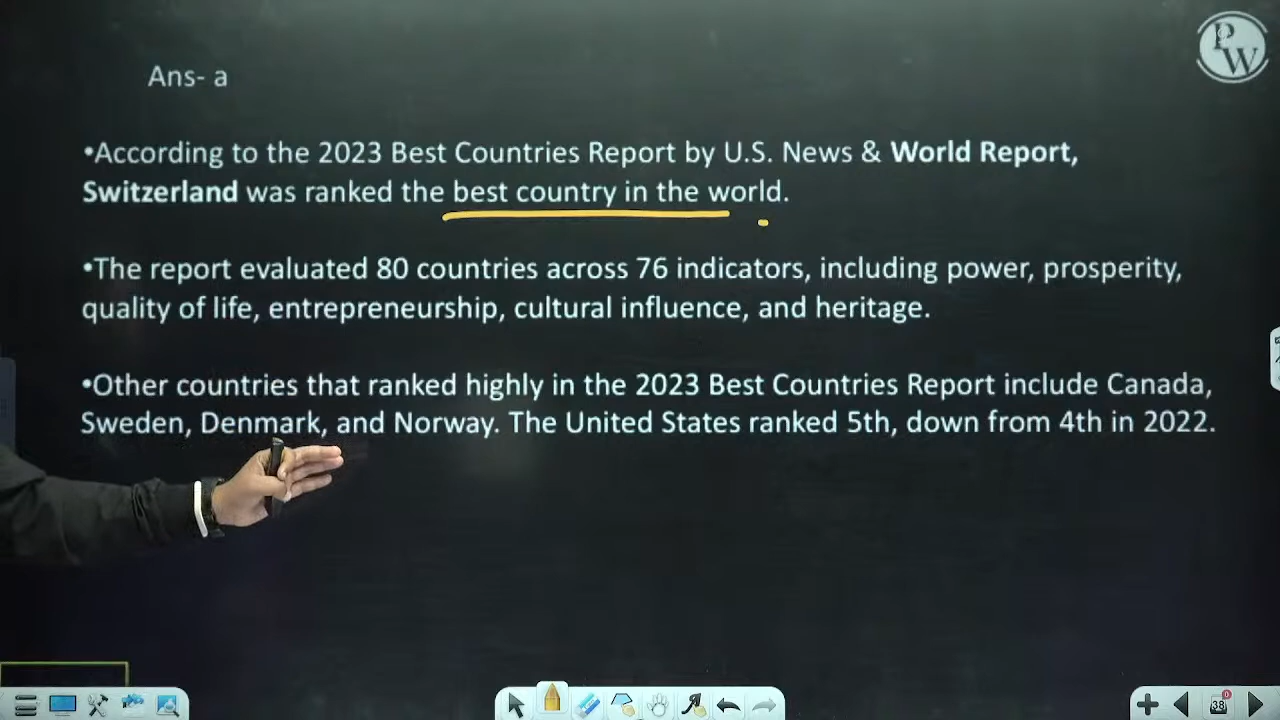 PW
Ans- a
•According to the 2023 Best Countries Report by U.S. News & World Report,
Switzerland was ranked the best country in the world.
•The report evaluated 80 countries across 76 indicators, including power, prosperity,
quality of life, entrepreneurship, cultural influence, and heritage.
•Other countries that ranked highly in the 2023 Best Countries Report include Canada,
Sweden, Denmark, and Norway. The United States ranked 5th, down from 4th in 2022.
38
0